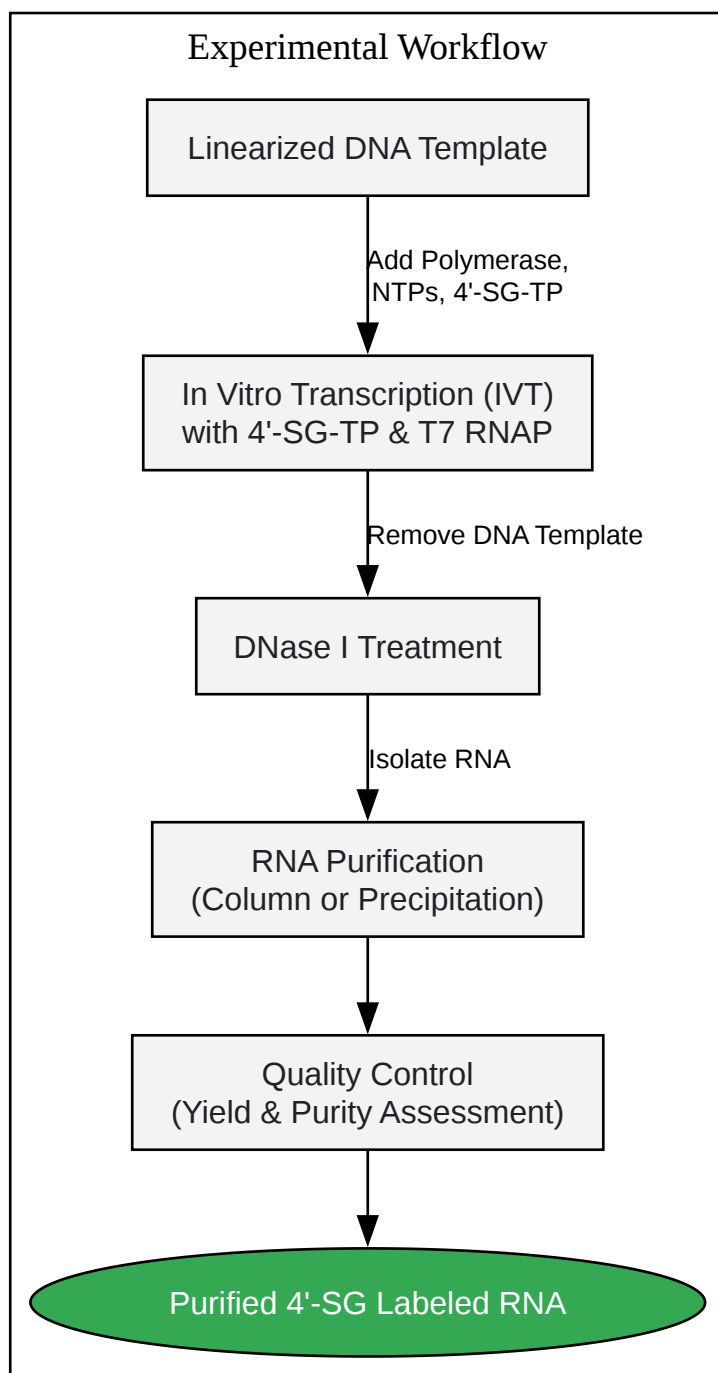 Experimental Workflow
Linearized DNA Template
Add Polymerase,
NTPs, 4'-SG-TP
In Vitro Transcription (IVT)
with 4'-SG-TP & T7 RNAP
Remove DNA Template
DNase I Treatment
Isolate RNA
RNA Purification
(Column or Precipitation)
Quality Control
(Yield & Purity Assessment)
Purified 4'-SG Labeled RNA